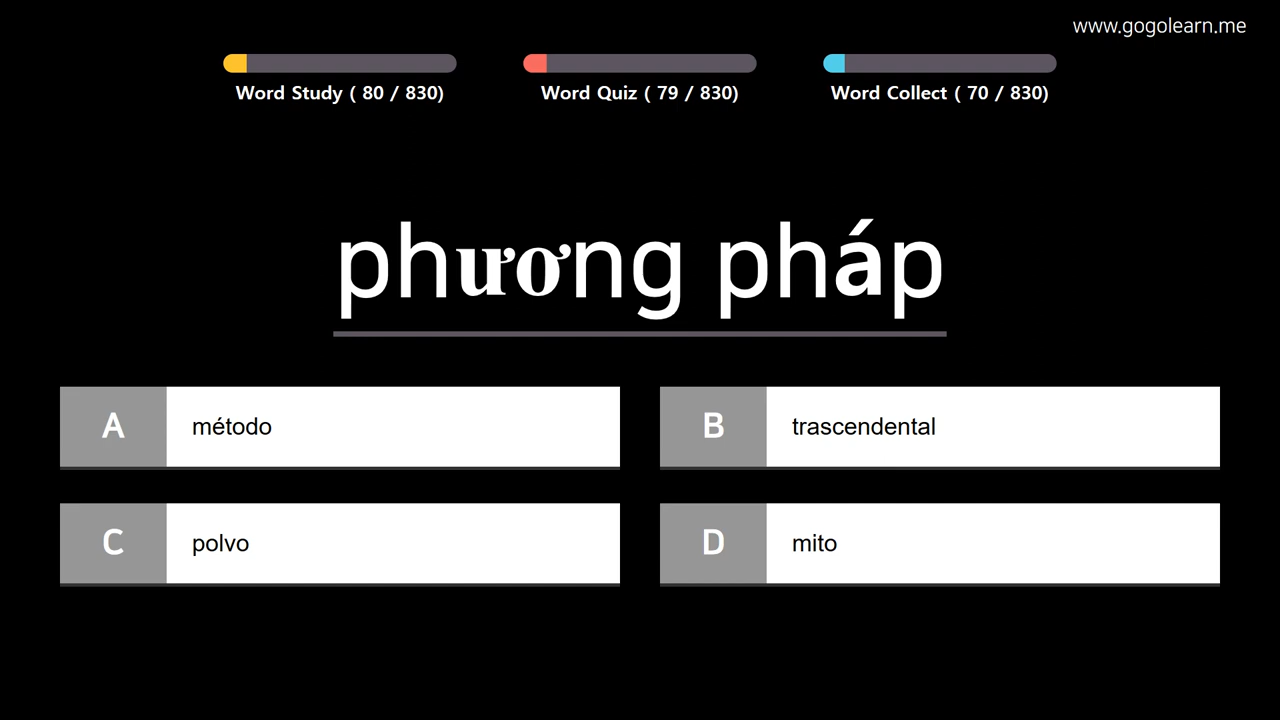 www.gogolearn.me
Word Study ( 80 / 830)
Word Quiz ( 79 / 830)
Word Collect ( 70 / 830)
phương pháp
A método
B trascendental
C polvo
D mito